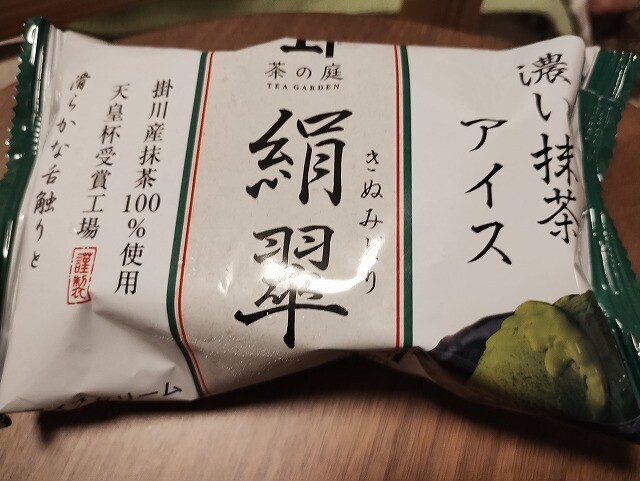 茶の庭
TEA GARDEN
濃い抹茶
アイス
きぬみどり
絹翠
掛川産抹茶100%使用
天皇杯受賞工場
謹製
滑らかな舌触りと